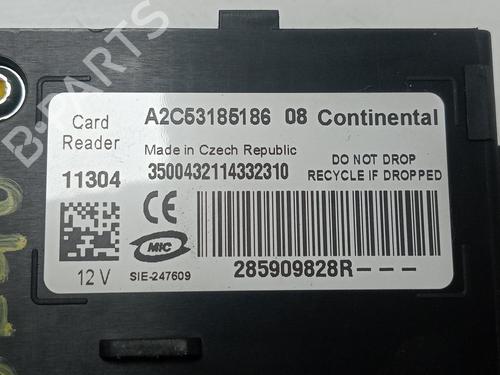 B-PARTS
Card Reader
A2C53185186 08 Continental
Made in Czech Republic
11304
3500432114332310
DO NOT DROP
RECYCLE IF DROPPED
CE
MIC
12 V
SIE-247609
285909828R---